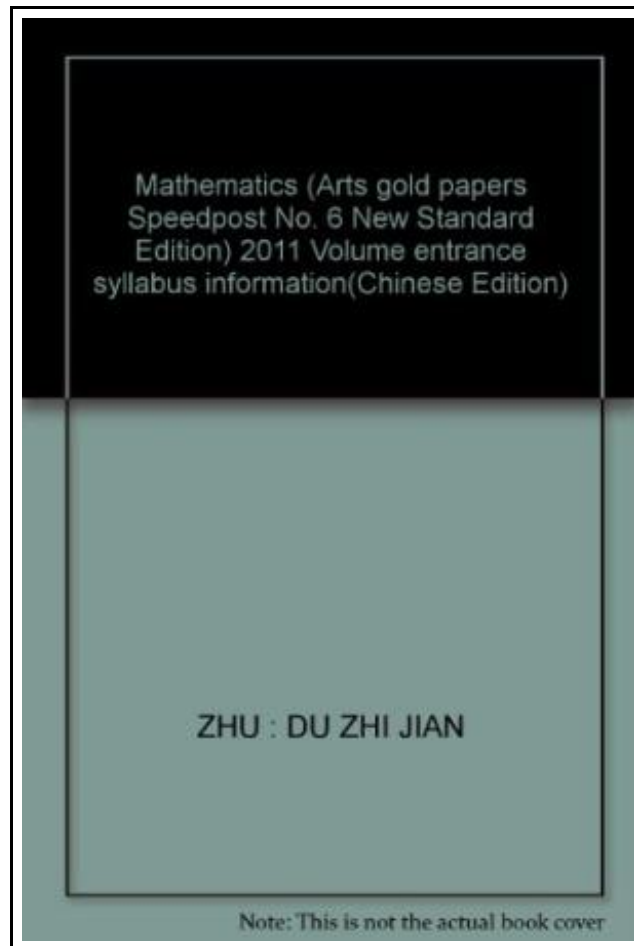 Mathematics (Arts gold papers
Speedpost No. 6 New Standard
Edition) 2011 Volume entrance
syllabus information(Chinese Edition)
ZHU : DU ZHI JIAN
Note: This is not the actual book cover